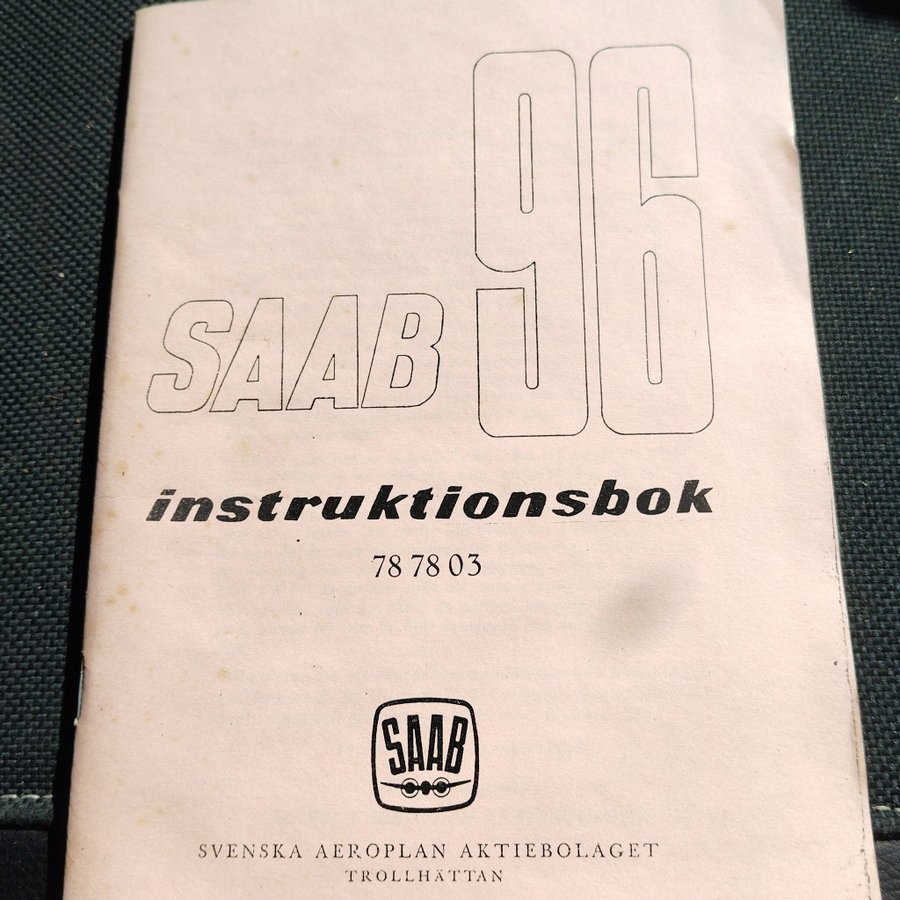 SAAB 96
instruktionsbok
78 78 03
SAAB
SVENSKA AEROPLAN AKTIEBOLAGET
TROLLHÄTTAN